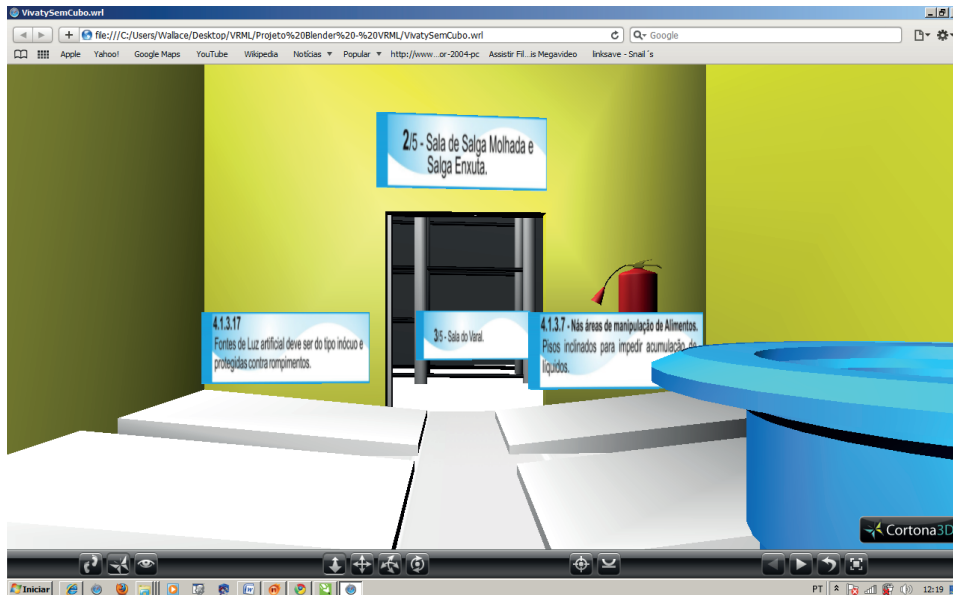 VivatySemCubo.wrl
file:///C:/Users/Wallace/Desktop/VRML/Projeto%20Blender%20-%20VRML/VivatySemCubo.wrl
Google
Apple Yahoo! Google Maps YouTube Wikipedia Notícias Popular http://www...or-2004-pc Assistir Fil...is Megavideo linksave - Snail´s
2/5 - Sala de Salga Molhada e
Salga Enxuta.
4.1.3.17
Fontes de Luz artificial deve ser do tipo inócuo e
protegidas contra rompimentos.
3/5 - Sala do Varal.
4.1.3.7 - Nás áreas de manipulação de Alimentos.
Pisos inclinados para impedir acumulação de
líquidos.
Cortona3D
Iniciar
PT
12:19